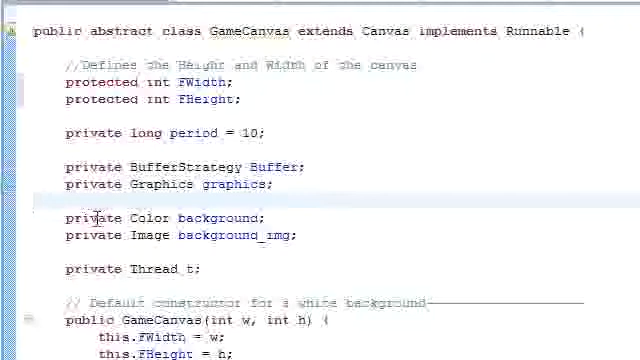 public abstract class GameCanvas extends Canvas implements Runnable {
//Defines the Height and Width of the canvas
protected int FWidth;
protected int FHeight;
private long period = 10;
private BufferStrategy Buffer;
private Graphics graphics;
private Color background;
private Image background_img;
private Thread t;
// Default constructor for a white background
public GameCanvas(int w, int h) {
this.FWidth = w;
this.FHeight = h;